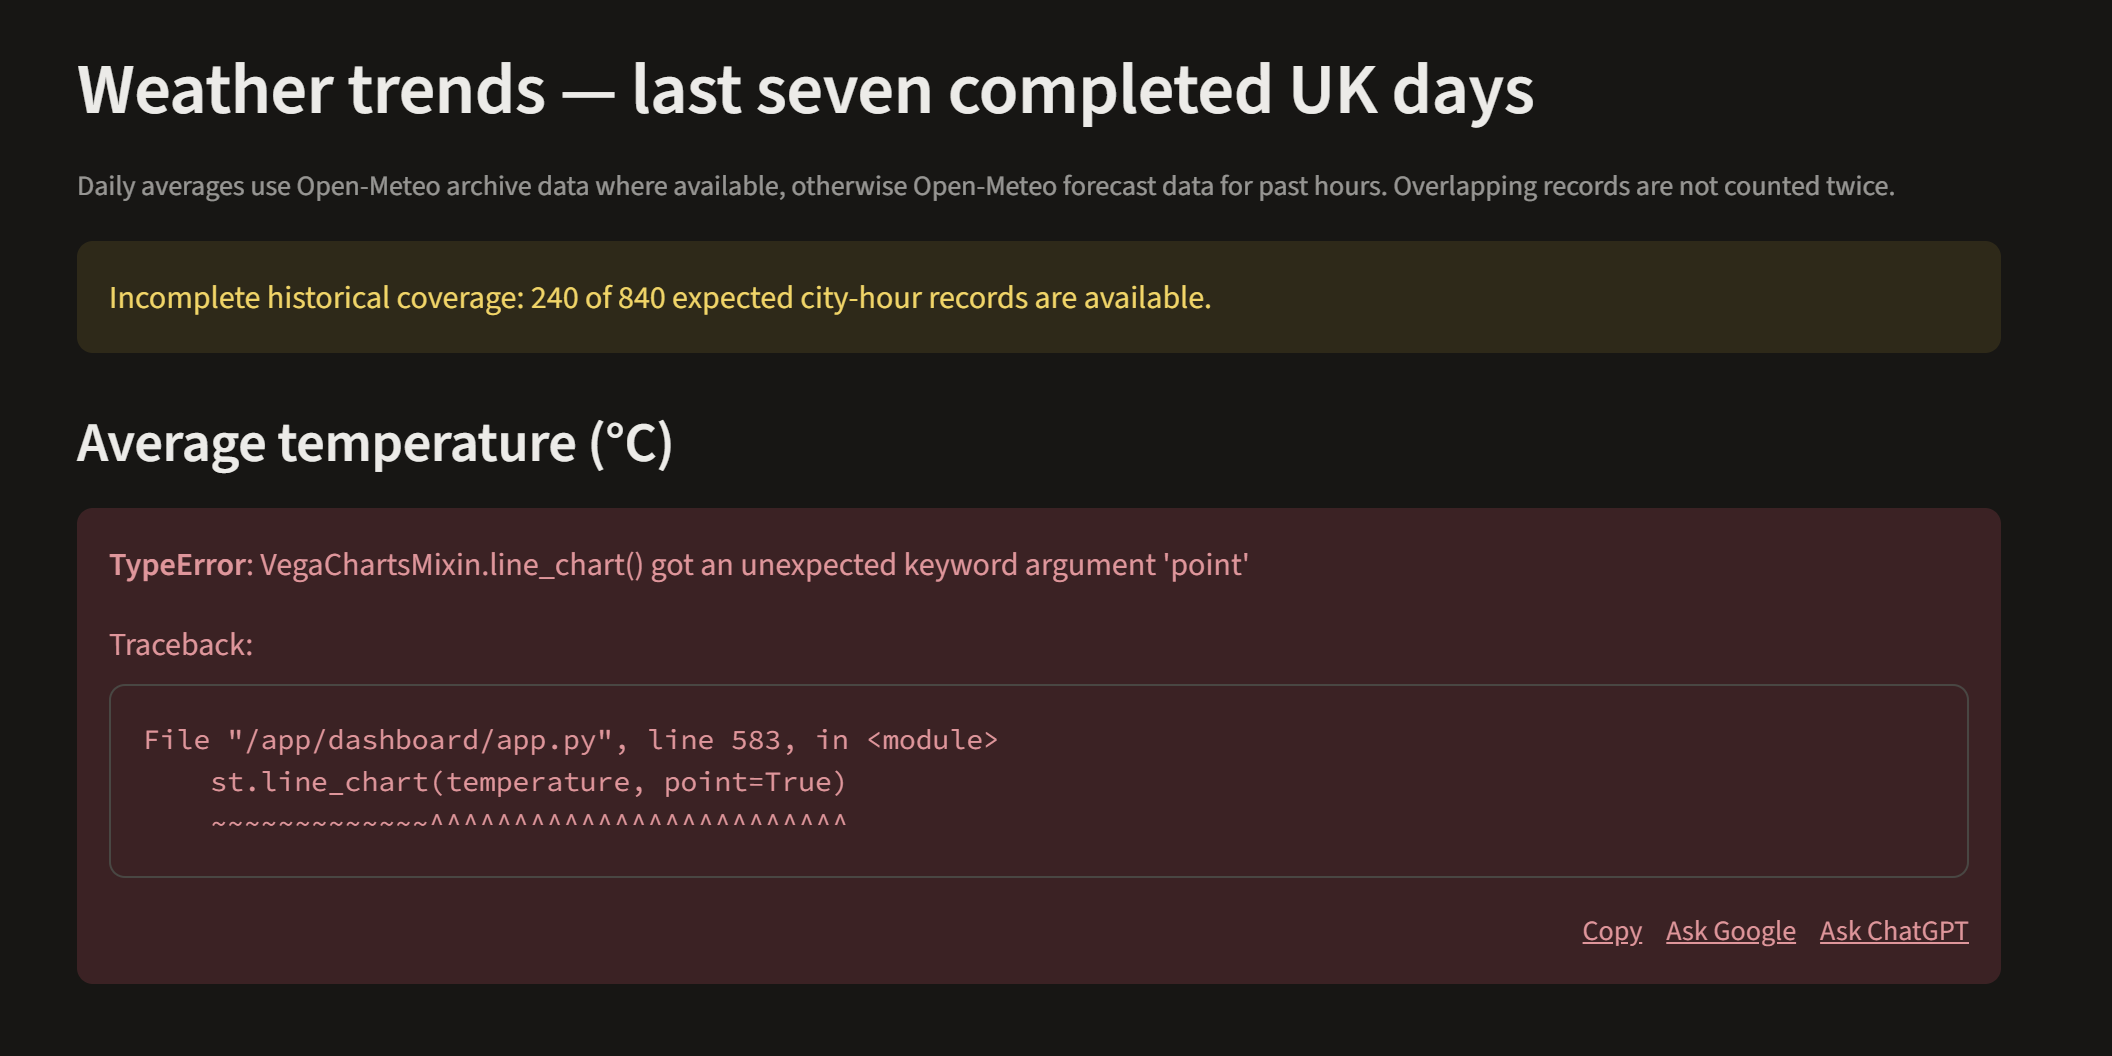 Weather trends — last seven completed UK days
Daily averages use Open-Meteo archive data where available, otherwise Open-Meteo forecast data for past hours. Overlapping records are not counted twice.
Incomplete historical coverage: 240 of 840 expected city-hour records are available.
Average temperature (°C)
TypeError: VegaChartsMixin.line_chart() got an unexpected keyword argument 'point'
Traceback:
File "/app/dashboard/app.py", line 583, in <module>
    st.line_chart(temperature, point=True)
    ~~~~~~~~~~~~~^^^^^^^^^^^^^^^^^^^^^^^^^
Copy Ask Google Ask ChatGPT